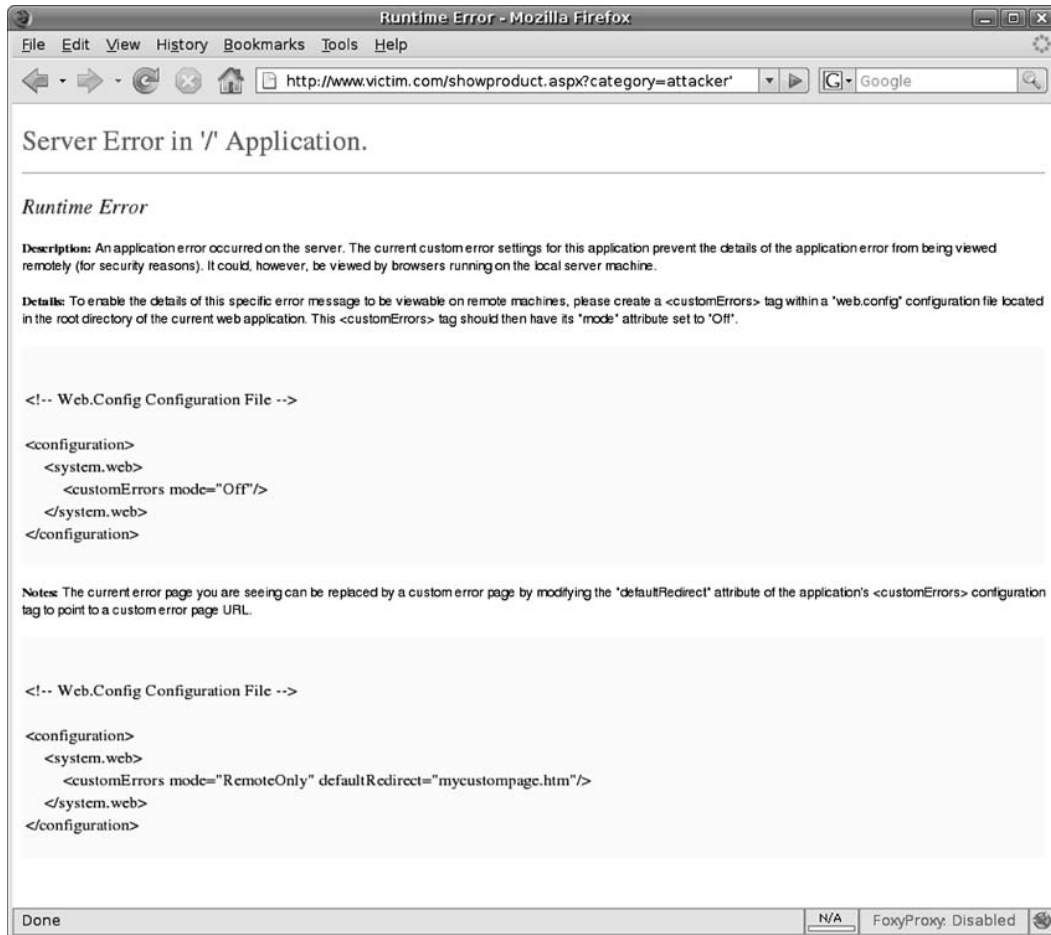 Runtime Error - Mozilla Firefox
File Edit View History Bookmarks Tools Help
http://www.victim.com/showproduct.aspx?category=attacker'
G Google
Server Error in '/' Application.
Runtime Error
Description: An application error occurred on the server. The current custom error settings for this application prevent the details of the application error from being viewed
remotely (for security reasons). It could, however, be viewed by browsers running on the local server machine.
Details: To enable the details of this specific error message to be viewable on remote machines, please create a <customErrors> tag within a "web.config" configuration file located
in the root directory of the current web application. This <customErrors> tag should then have its "mode" attribute set to "Off".
<!-- Web.Config Configuration File -->
<configuration>
<system.web>
<customErrors mode="Off"/>
</system.web>
</configuration>
Notes: The current error page you are seeing can be replaced by a custom error page by modifying the "defaultRedirect" attribute of the application's <customErrors> configuration
tag to point to a custom error page URL.
<!-- Web.Config Configuration File -->
<configuration>
<system.web>
<customErrors mode="RemoteOnly" defaultRedirect="mycustompage.htm"/>
</system.web>
</configuration>
Done N/A FoxyProxy: Disabled